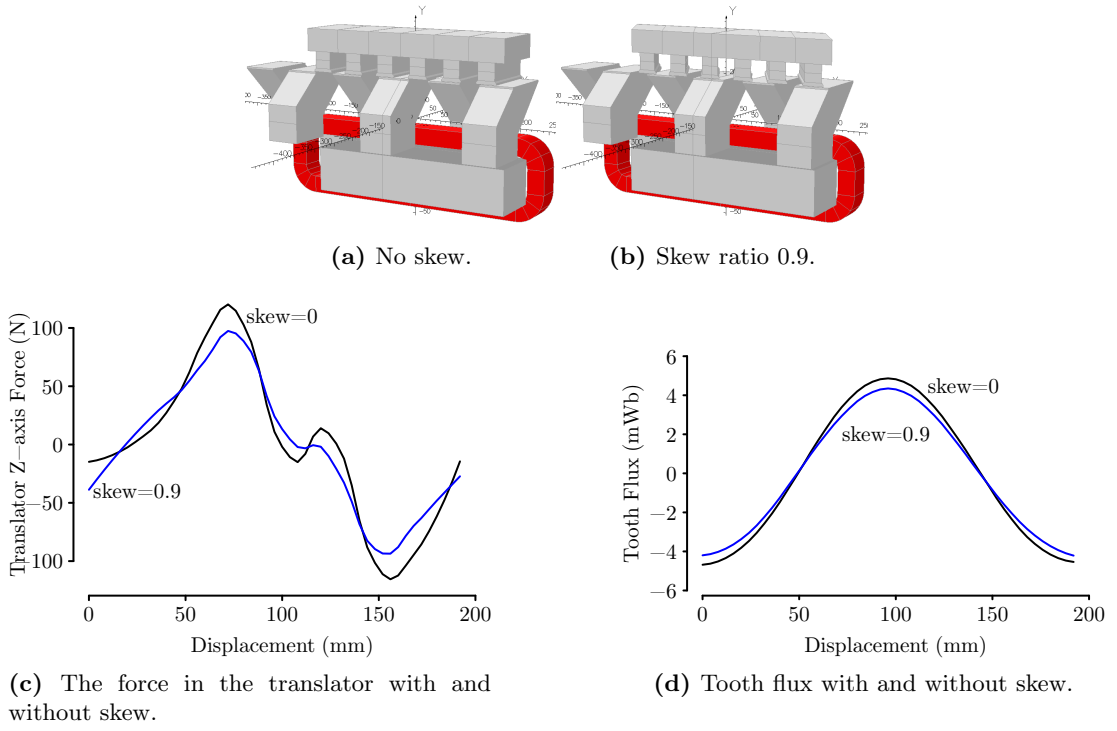 Y
Y
(a) No skew.
(b) Skew ratio 0.9.
Translator Z−axis Force (N)
100
50
0
−50
−100
skew=0
skew=0.9
0
50
100
150
200
Displacement (mm)
(c) The force in the translator with and
without skew.
Tooth Flux (mWb)
6
4
2
0
−2
−4
−6
skew=0
skew=0.9
0
50
100
150
200
Displacement (mm)
(d) Tooth flux with and without skew.